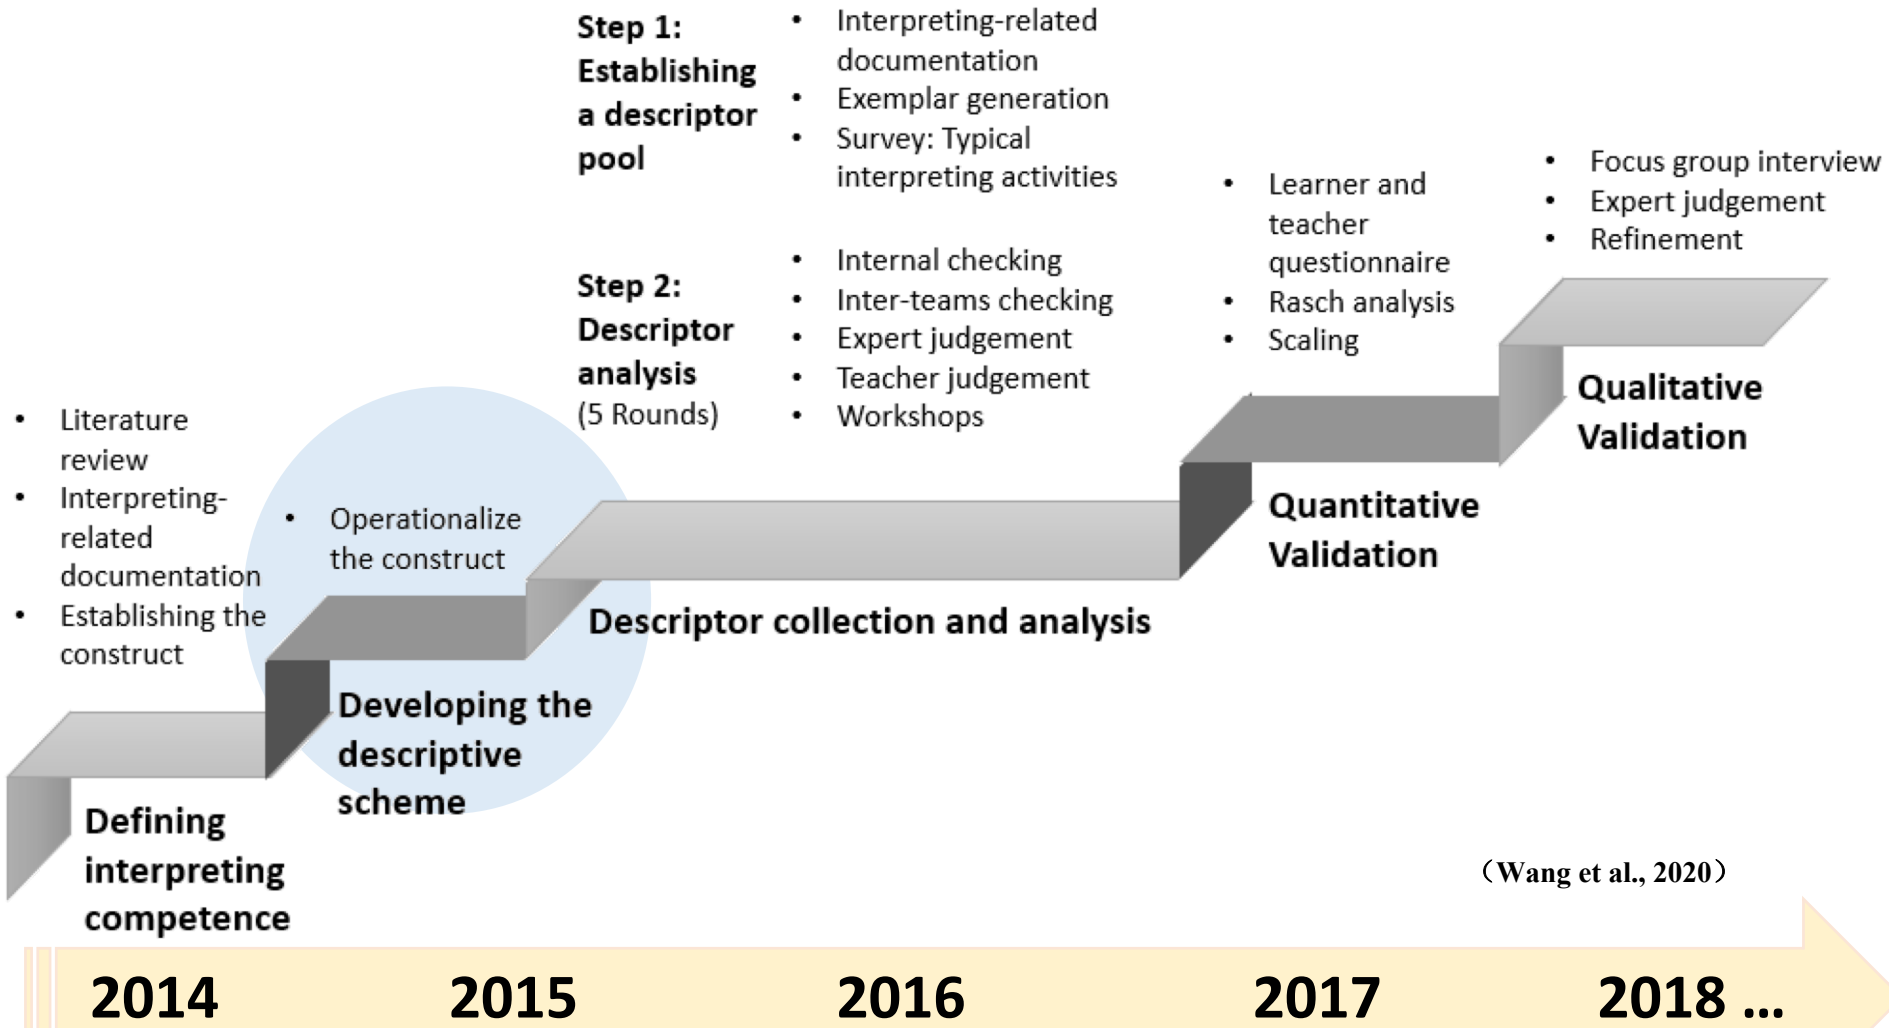 Step 1:
Establishing
a descriptor
pool
• Interpreting-related
documentation
• Exemplar generation
• Survey: Typical
interpreting activities
Step 2:
Descriptor
analysis
(5 Rounds)
• Internal checking
• Inter-teams checking
• Expert judgement
• Teacher judgement
• Workshops
• Learner and
teacher
questionnaire
• Rasch analysis
• Scaling
• Focus group interview
• Expert judgement
• Refinement
• Literature
review
• Interpreting-
related
documentation
• Establishing the
construct
• Operationalize
the construct
Defining
interpreting
competence
Developing the
descriptive
scheme
Descriptor collection and analysis
Quantitative
Validation
Qualitative
Validation
（Wang et al., 2020）
2014 2015 2016 2017 2018 ...